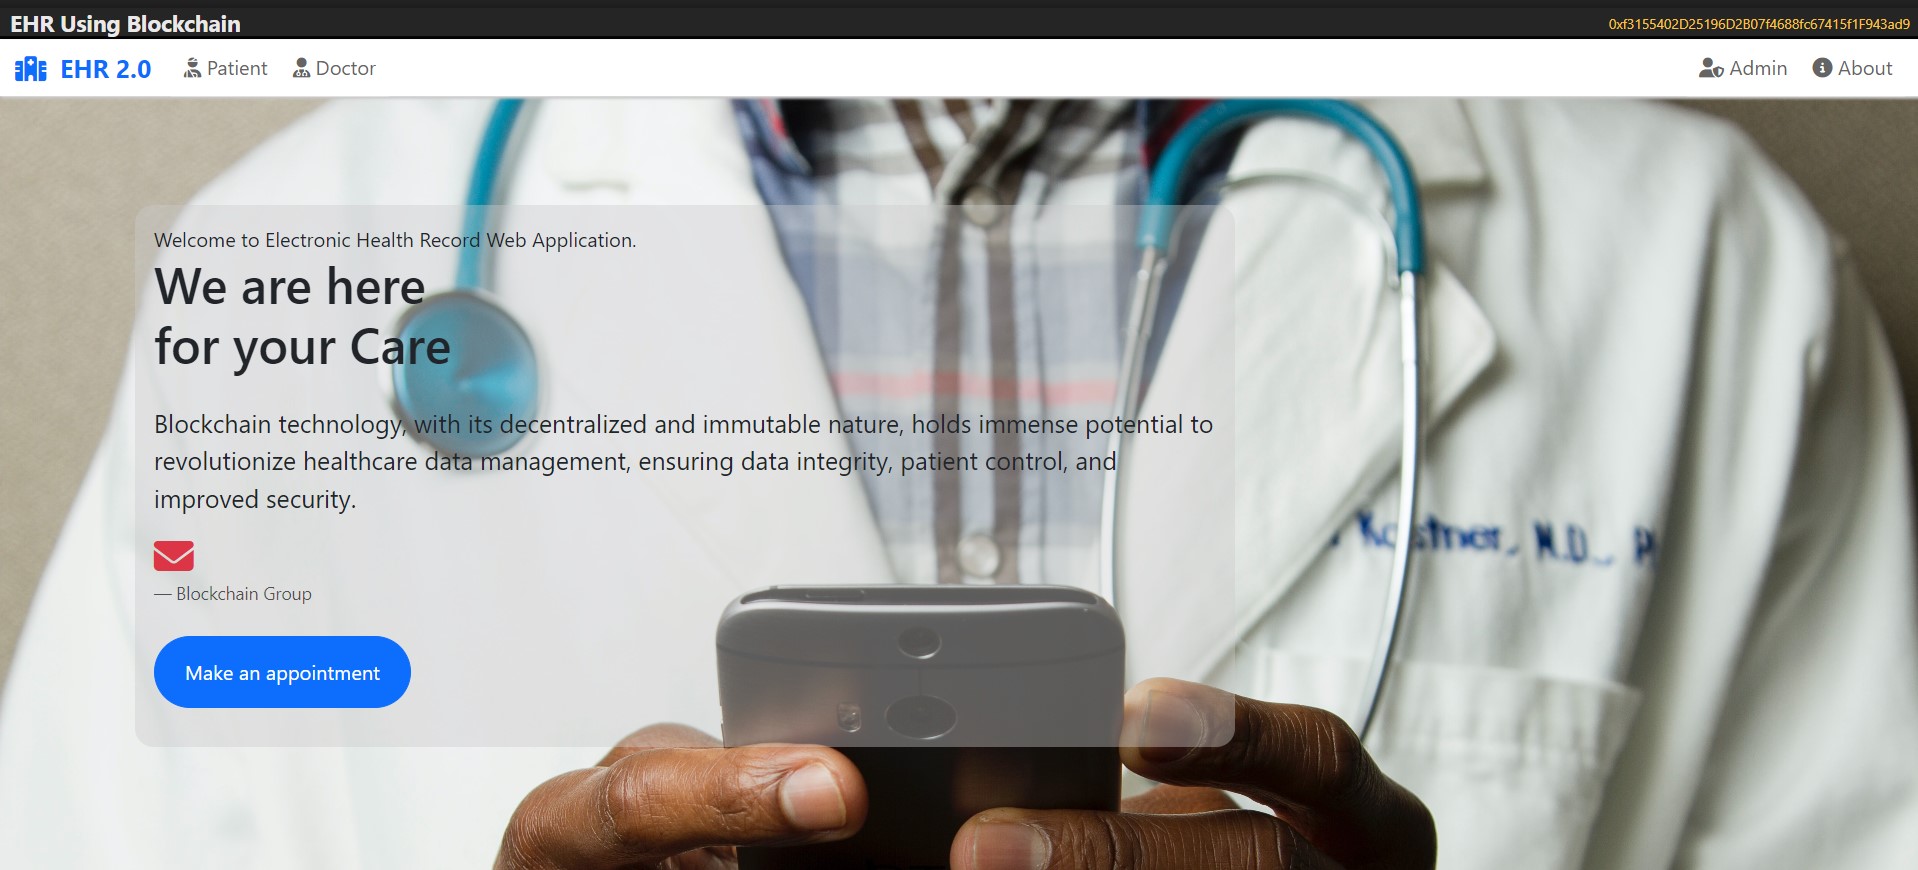 EHR Using Blockchain
0xf3155402D25196D2B07f4688fc67415f1F943ad9
EHR 2.0 Patient Doctor Admin About
Welcome to Electronic Health Record Web Application.
We are here
for your Care
Blockchain technology, with its decentralized and immutable nature, holds immense potential to
revolutionize healthcare data management, ensuring data integrity, patient control, and
improved security.
— Blockchain Group
Make an appointment